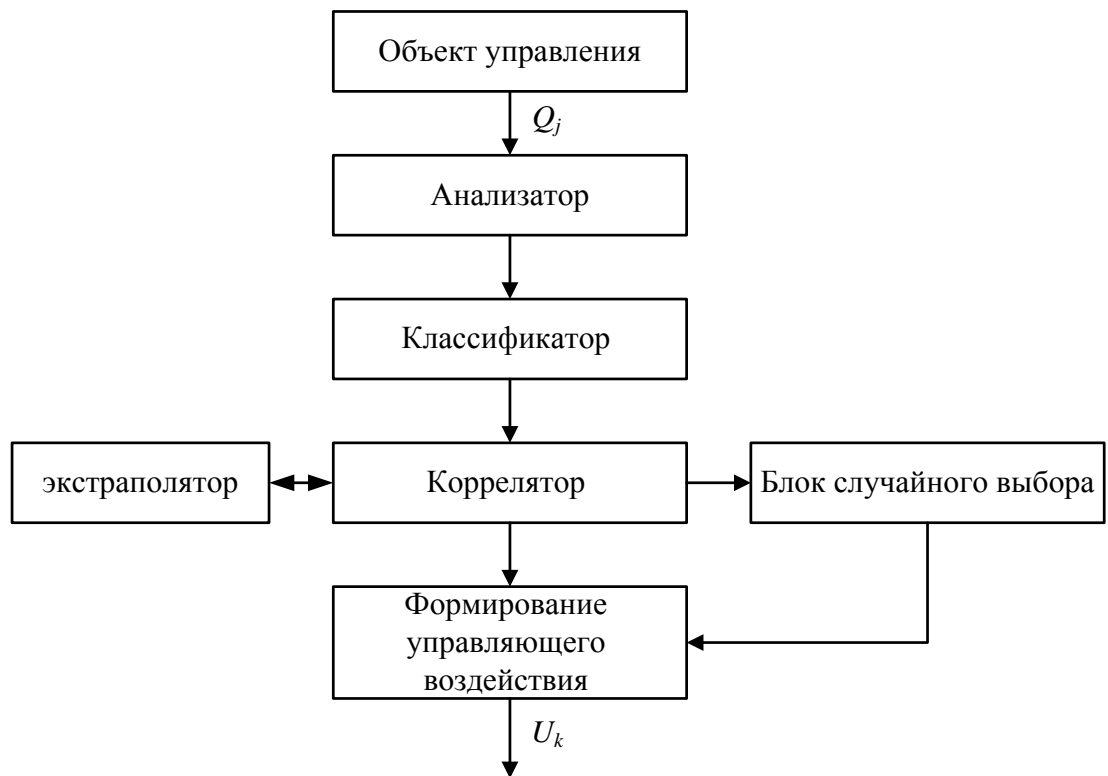 Объект управления
Q_j
Анализатор
Классификатор
экстраполятор
Коррелятор
Блок случайного выбора
Формирование
управляющего
воздействия
U_k